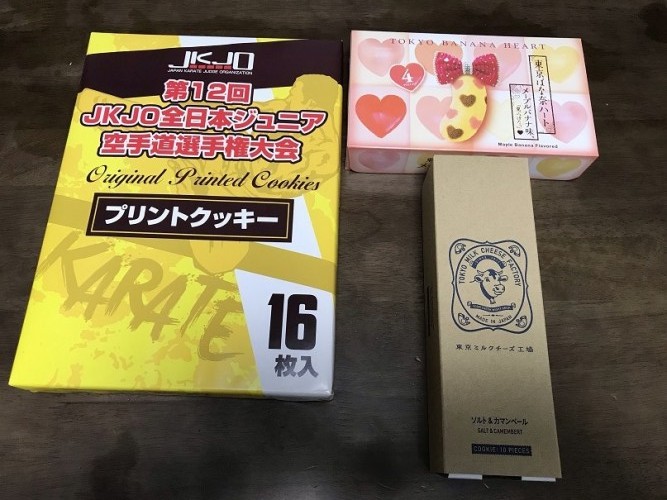 JKJO
JAPAN KARATE JUDGE ORGANIZATION
第12回
JKJO全日本ジュニア
空手道選手権大会
Original Printed Cookies
プリントクッキー
KARATE
16
枚入
TOKYO BANANA HEART
4
東京ばな奈ハート
メープルバナナ味
Maple Banana Flavored
TOKYO MILK CHEESE FACTORY
MADE IN JAPAN
東京ミルクチーズ工場
ソルト&カマンベール
SALT & CAMEMBERT
COOKIE: 10 PIECES